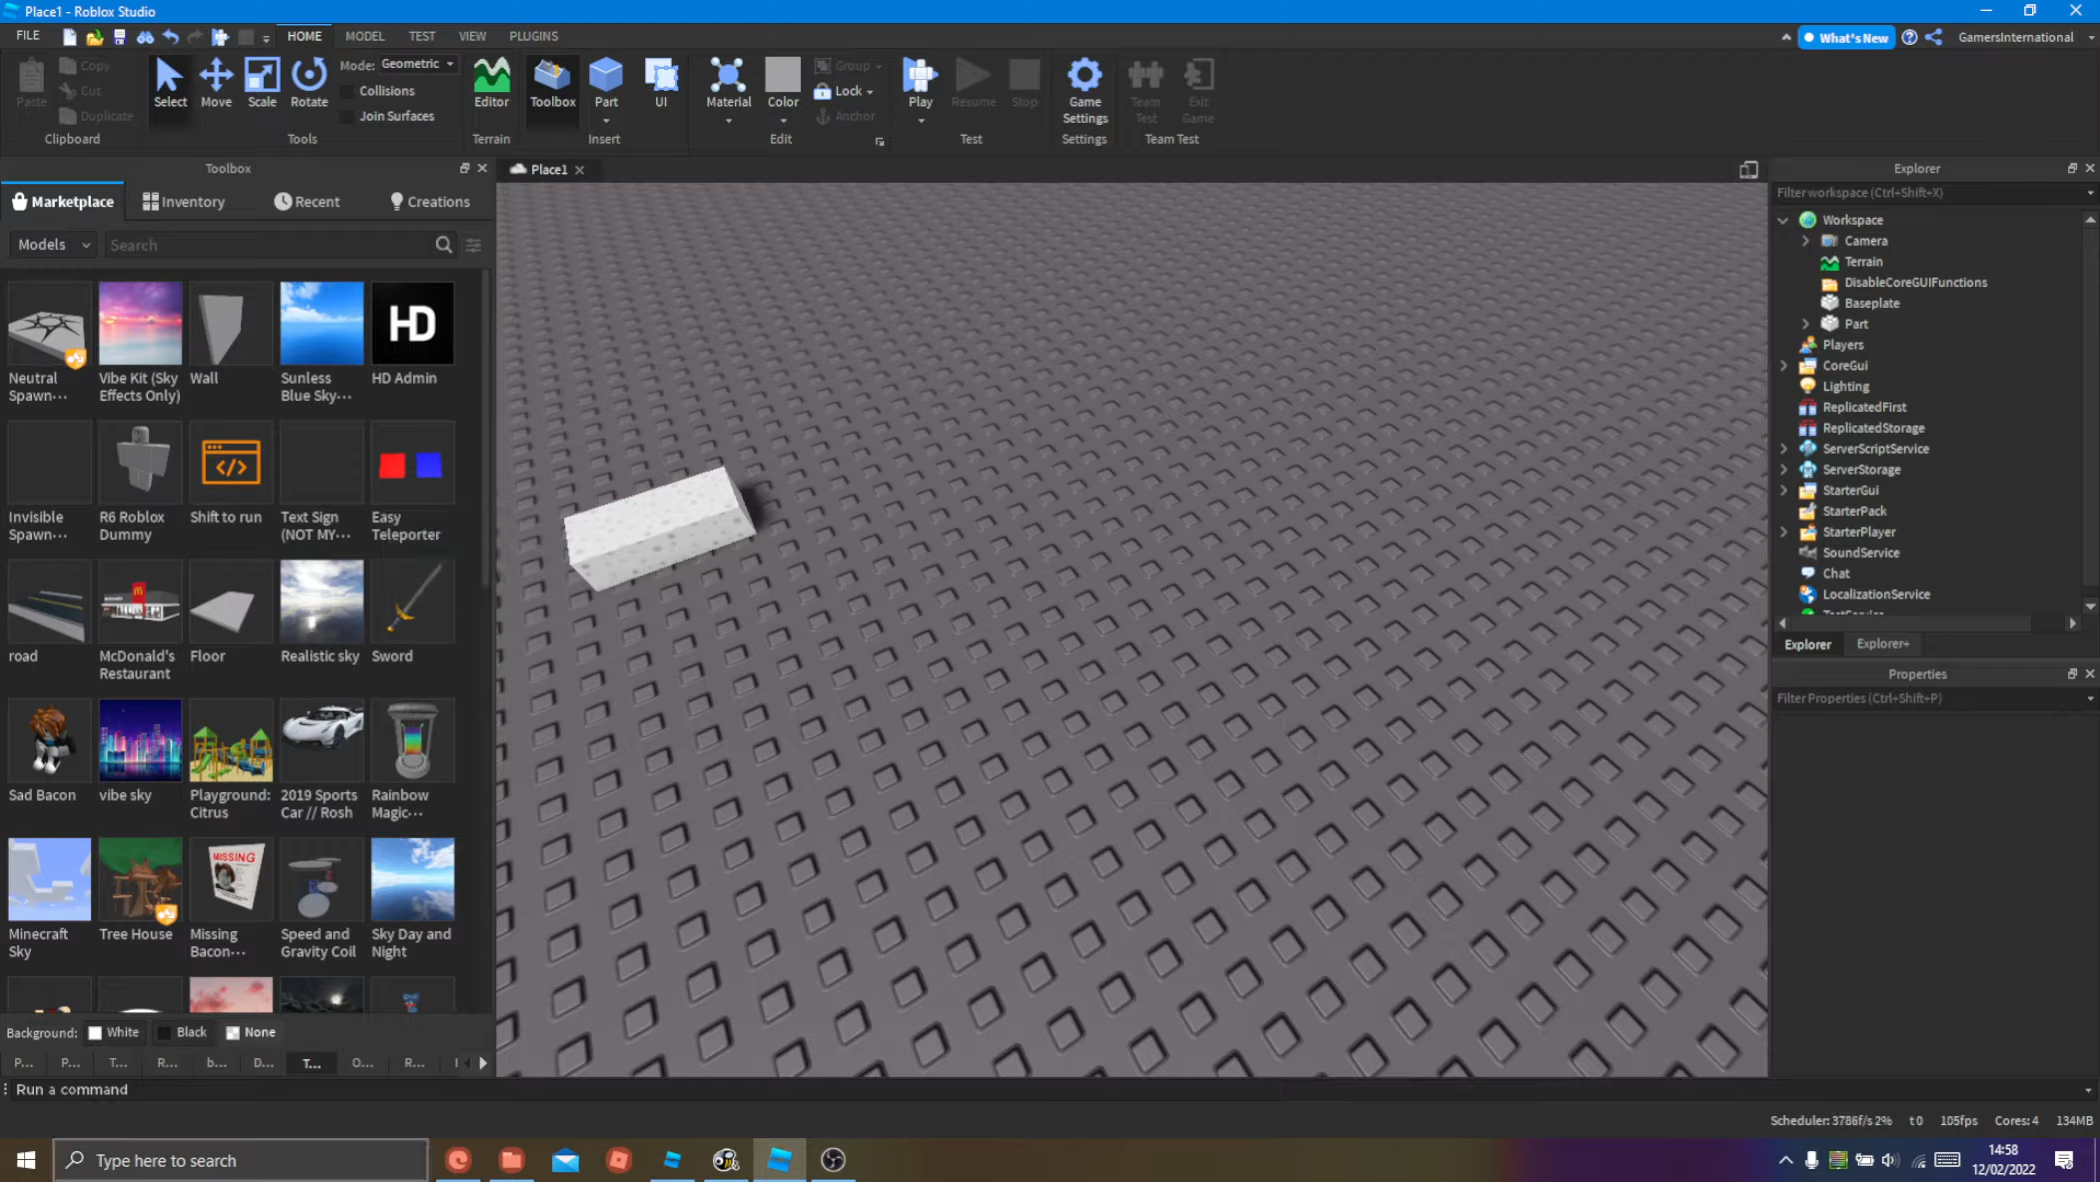 Place1 - Roblox Studio
FILE HOME MODEL TEST VIEW PLUGINS What's New GamersInternational
Paste Copy Cut Duplicate Select Move Scale Rotate Mode: Geometric Collisions Join Surfaces Editor Toolbox Part UI Material Color Group Lock Anchor Play Resume Stop Game Settings Team Test Exit Game
Clipboard Tools Terrain Insert Edit Test Settings Team Test
Toolbox
Marketplace Inventory Recent Creations
Models Search
Neutral Spawn··· Vibe Kit (Sky Effects Only) Wall Sunless Blue Sky··· HD HD Admin
Invisible Spawn··· R6 Roblox Dummy Shift to run Text Sign (NOT MY··· Easy Teleporter
road McDonald's Restaurant Floor Realistic sky Sword
Sad Bacon vibe sky Playground: Citrus 2019 Sports Car // Rosh Rainbow Magic···
MISSING
Minecraft Sky Tree House Missing Bacon··· Speed and Gravity Coil Sky Day and Night
Background: White Black None
P... P... T... R... b... D... T... O... R...
Place1
Explorer
Filter workspace (Ctrl+Shift+X)
Workspace
Camera
Terrain
DisableCoreGUIFunctions
Baseplate
Part
Players
CoreGui
Lighting
ReplicatedFirst
ReplicatedStorage
ServerScriptService
ServerStorage
StarterGui
StarterPack
StarterPlayer
SoundService
Chat
LocalizationService
Explorer Explorer+
Properties
Filter Properties (Ctrl+Shift+P)
Run a command
Scheduler: 3786f/s 2% t 0 105fps Cores: 4 134MB
Type here to search
14:58
12/02/2022